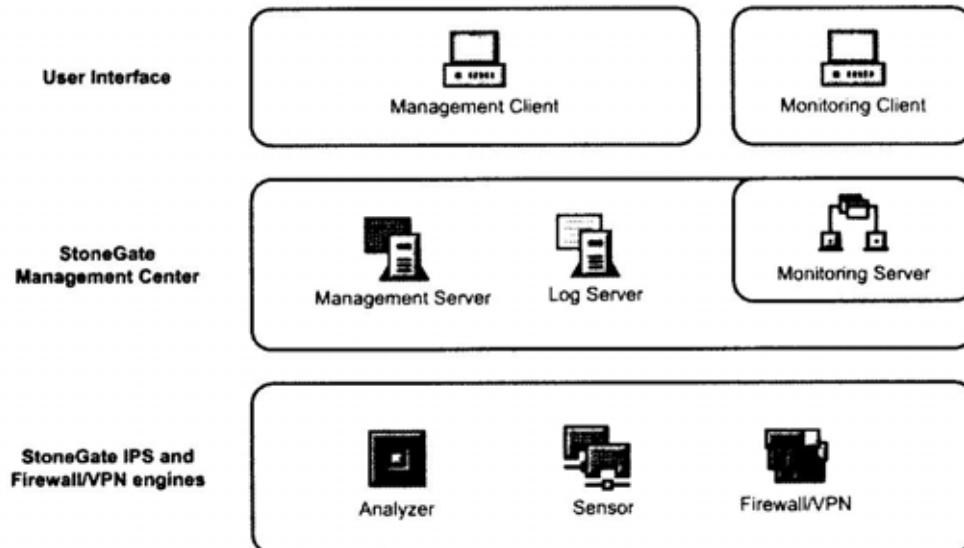 User Interface
Management Client
Monitoring Client
StoneGate
Management Center
Management Server
Log Server
Monitoring Server
StoneGate IPS and
Firewall/VPN engines
Analyzer
Sensor
Firewall/VPN